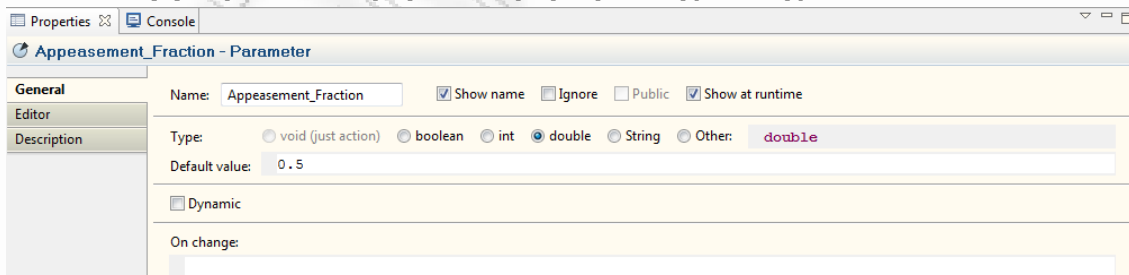 Properties Console
Appeasement_Fraction - Parameter
General
Name: Appeasement_Fraction Show name Ignore Public Show at runtime
Editor
Description
Type: void (just action) boolean int double String Other: double
Default value: 0.5
Dynamic
On change: